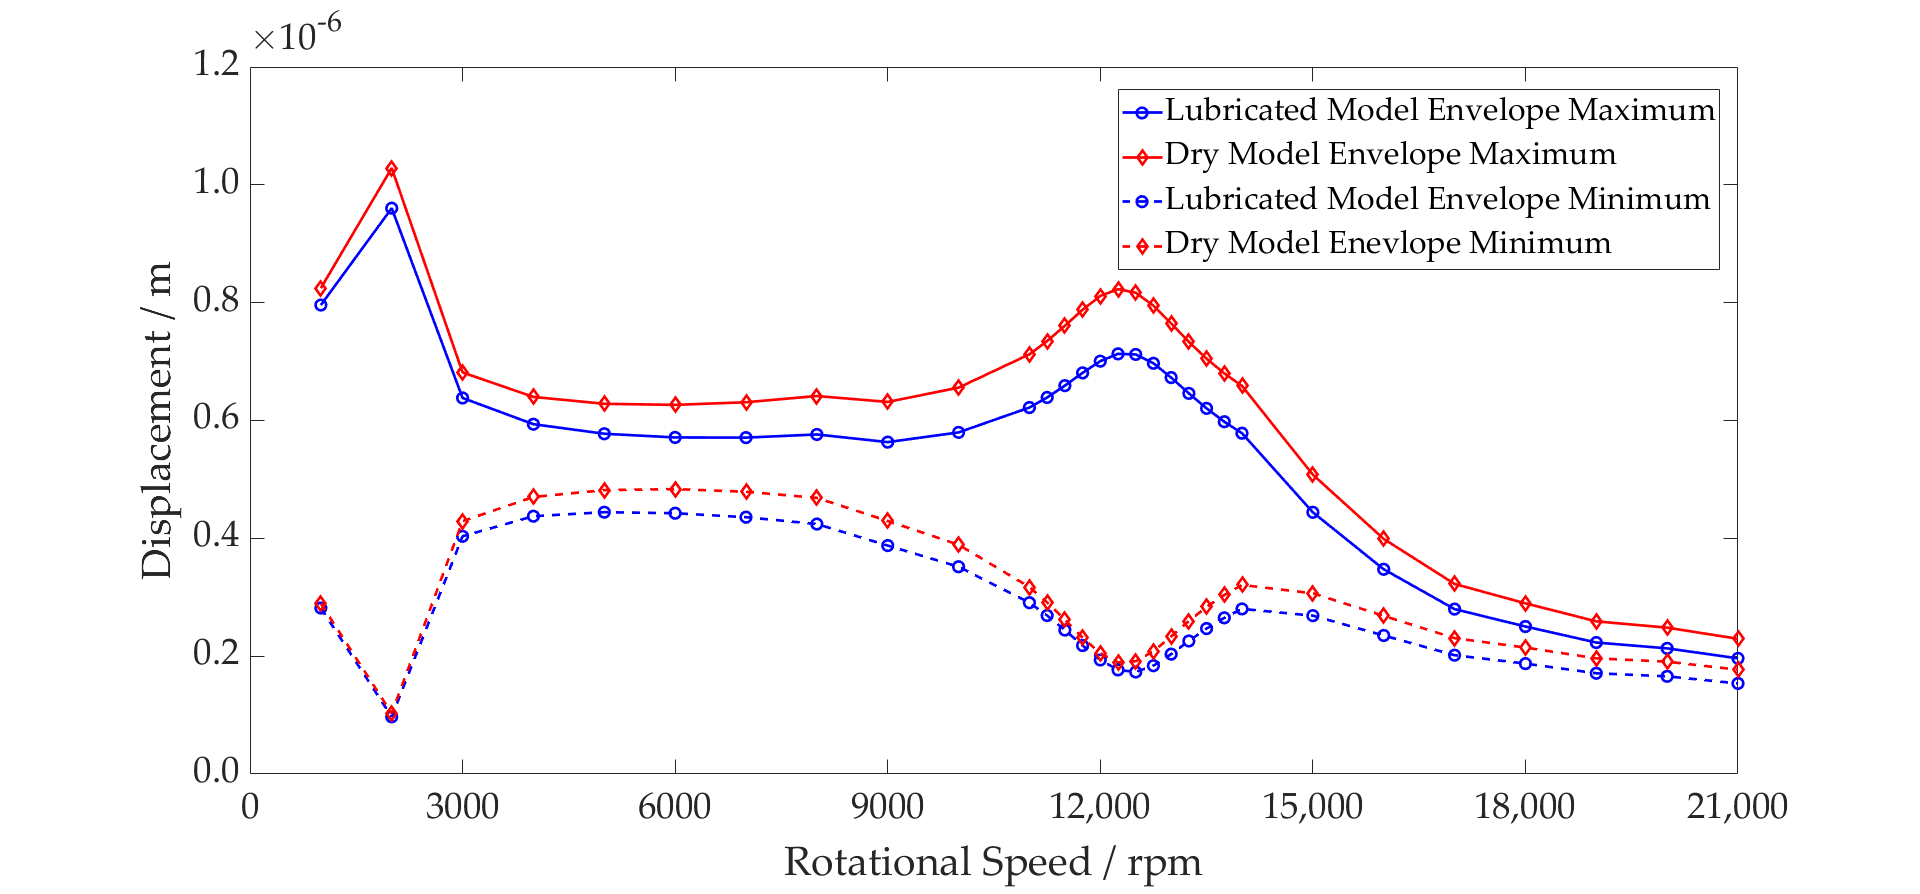 ×10-6
1.2
1.0
0.8
0.6
0.4
0.2
0.0
Displacement / m
Lubricated Model Envelope Maximum
Dry Model Envelope Maximum
Lubricated Model Envelope Minimum
Dry Model Enevlope Minimum
0 3000 6000 9000 12,000 15,000 18,000 21,000
Rotational Speed / rpm